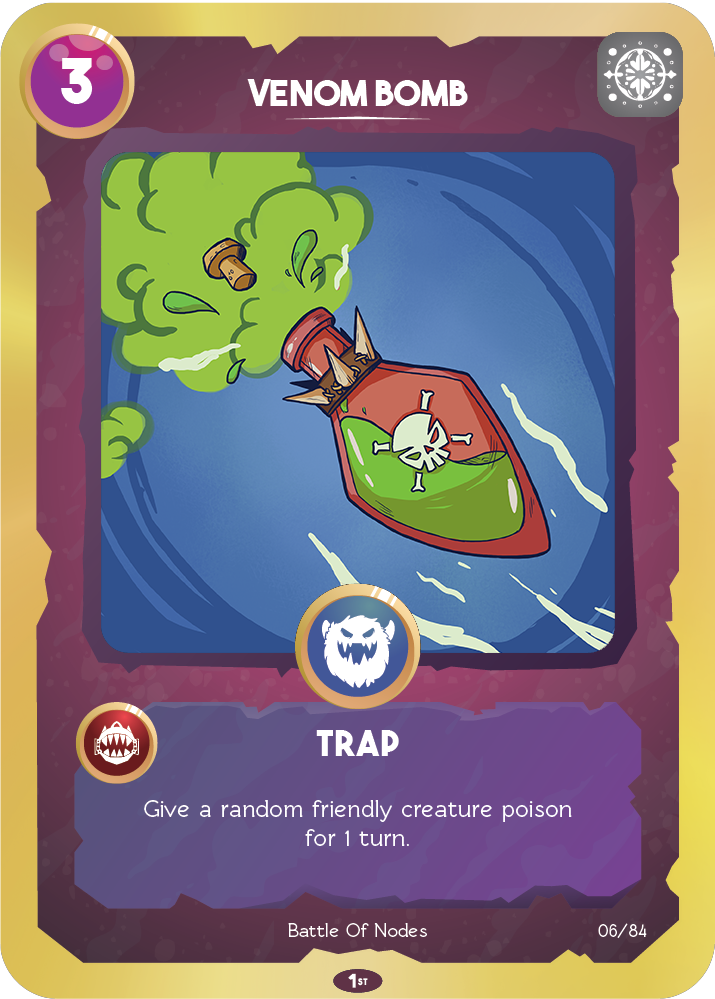 3
VENOM BOMB
TRAP
Give a random friendly creature poison
for 1 turn.
Battle Of Nodes
06/84
1ST